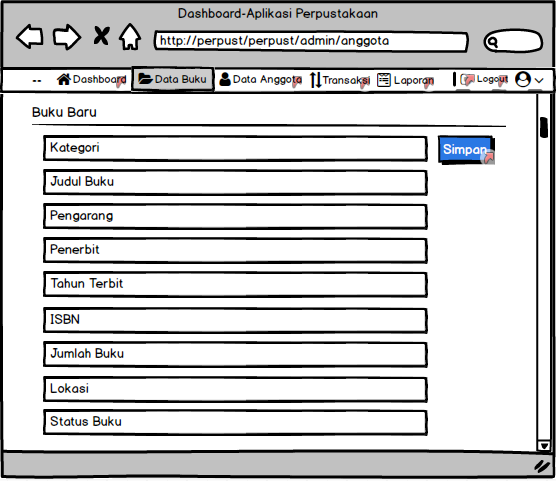 Dashboard-Aplikasi Perpustakaan
http://perpust/perpust/admin/anggota
-- Dashboard Data Buku Data Anggota Transaksi Laporan | Logout
Buku Baru
Kategori
Simpan
Judul Buku
Pengarang
Penerbit
Tahun Terbit
ISBN
Jumlah Buku
Lokasi
Status Buku